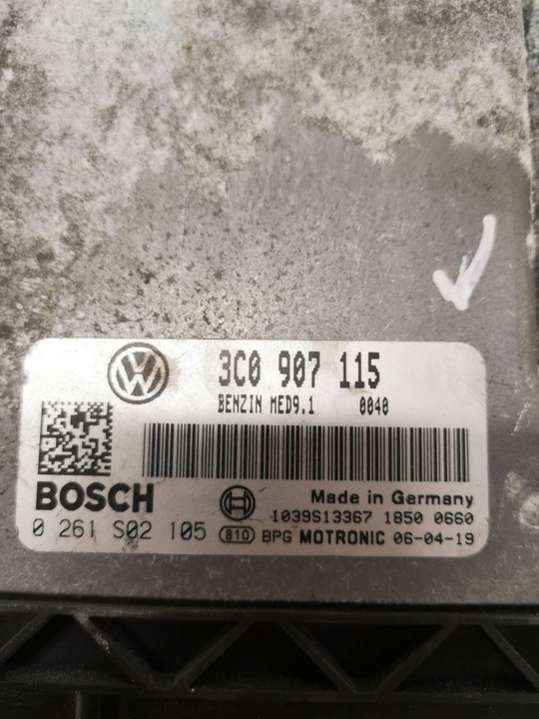 3C0 907 115
BENZIN MED9.1 0040
BOSCH
Made in Germany
1039S13367 1850 0660
0 261 S02 105 810 BPG MOTRONIC 06-04-19